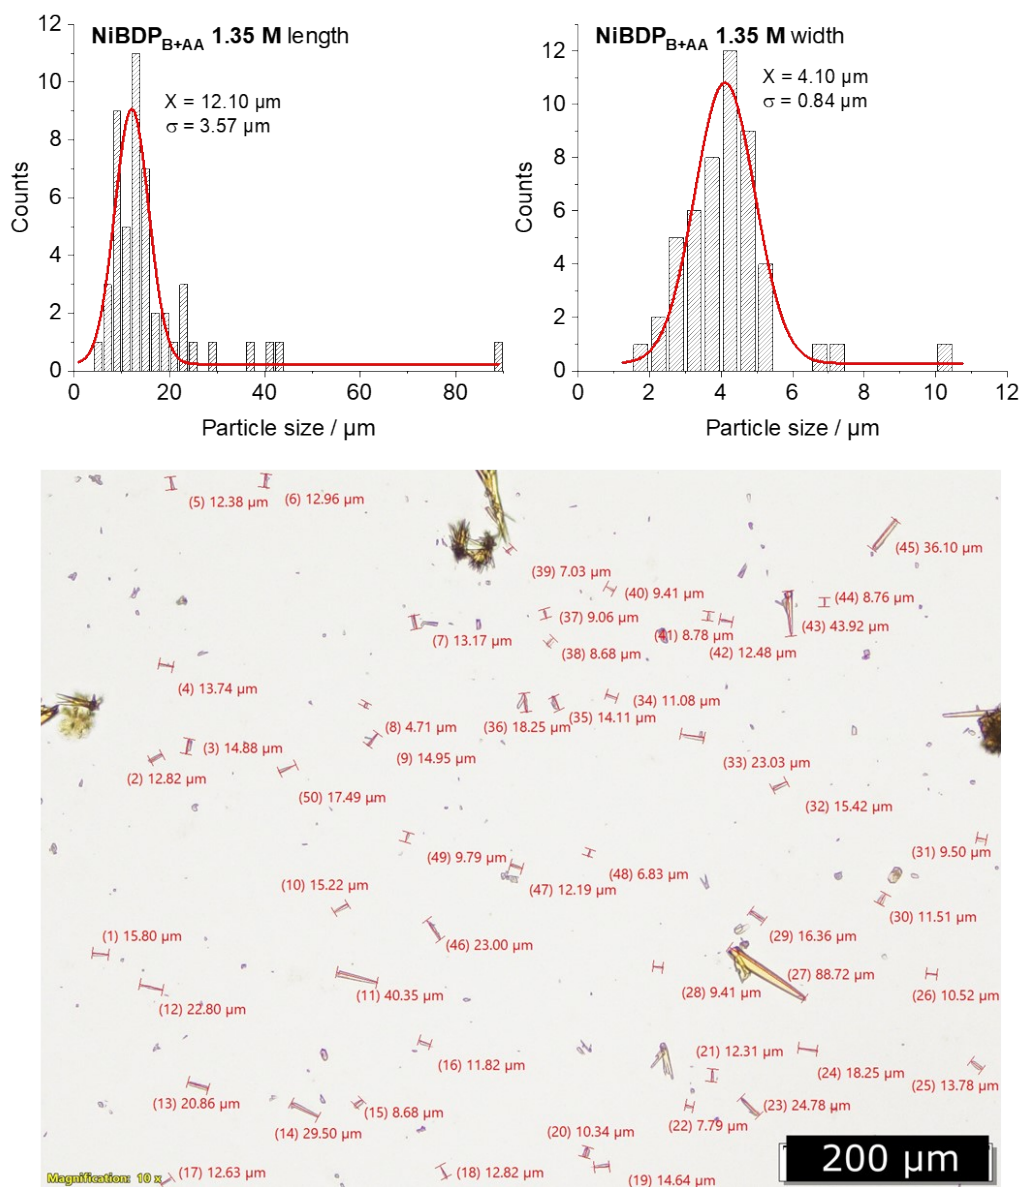 NiBDP_B+AA 1.35 M length
X = 12.10 µm
σ = 3.57 µm
Counts
12
10
8
6
4
2
0
0 20 40 60 80
Particle size / µm
NiBDP_B+AA 1.35 M width
X = 4.10 µm
σ = 0.84 µm
Counts
12
10
8
6
4
2
0
0 2 4 6 8 10 12
Particle size / µm
(5) 12.38 µm
(6) 12.96 µm
(45) 36.10 µm
(39) 7.03 µm
(40) 9.41 µm
(44) 8.76 µm
(37) 9.06 µm
(43) 43.92 µm
(7) 13.17 µm
(41) 8.78 µm
(38) 8.68 µm
(42) 12.48 µm
(4) 13.74 µm
(34) 11.08 µm
(35) 14.11 µm
(8) 4.71 µm
(36) 18.25 µm
(3) 14.88 µm
(9) 14.95 µm
(33) 23.03 µm
(2) 12.82 µm
(50) 17.49 µm
(32) 15.42 µm
(31) 9.50 µm
(49) 9.79 µm
(48) 6.83 µm
(10) 15.22 µm
(47) 12.19 µm
(30) 11.51 µm
(1) 15.80 µm
(29) 16.36 µm
(46) 23.00 µm
(27) 88.72 µm
(28) 9.41 µm
(11) 40.35 µm
(26) 10.52 µm
(12) 22.80 µm
(21) 12.31 µm
(16) 11.82 µm
(24) 18.25 µm
(25) 13.78 µm
(13) 20.86 µm
(23) 24.78 µm
(15) 8.68 µm
(22) 7.79 µm
(14) 29.50 µm
(20) 10.34 µm
200 µm
(17) 12.63 µm
(18) 12.82 µm
(19) 14.64 µm
Magnification: 10 x